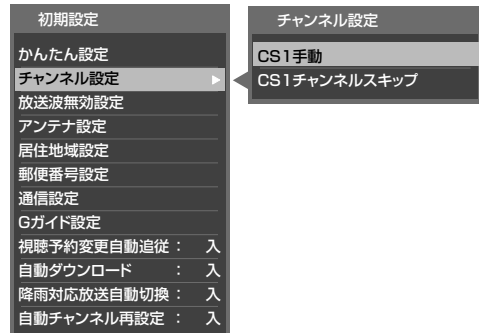 初期設定
かんたん設定
チャンネル設定
放送波無効設定
アンテナ設定
居住地域設定
郵便番号設定
通信設定
Gガイド設定
視聴予約変更自動追従： 入
自動ダウンロード ： 入
降雨対応放送自動切換： 入
自動チャンネル再設定 ： 入
チャンネル設定
CS1手動
CS1チャンネルスキップ